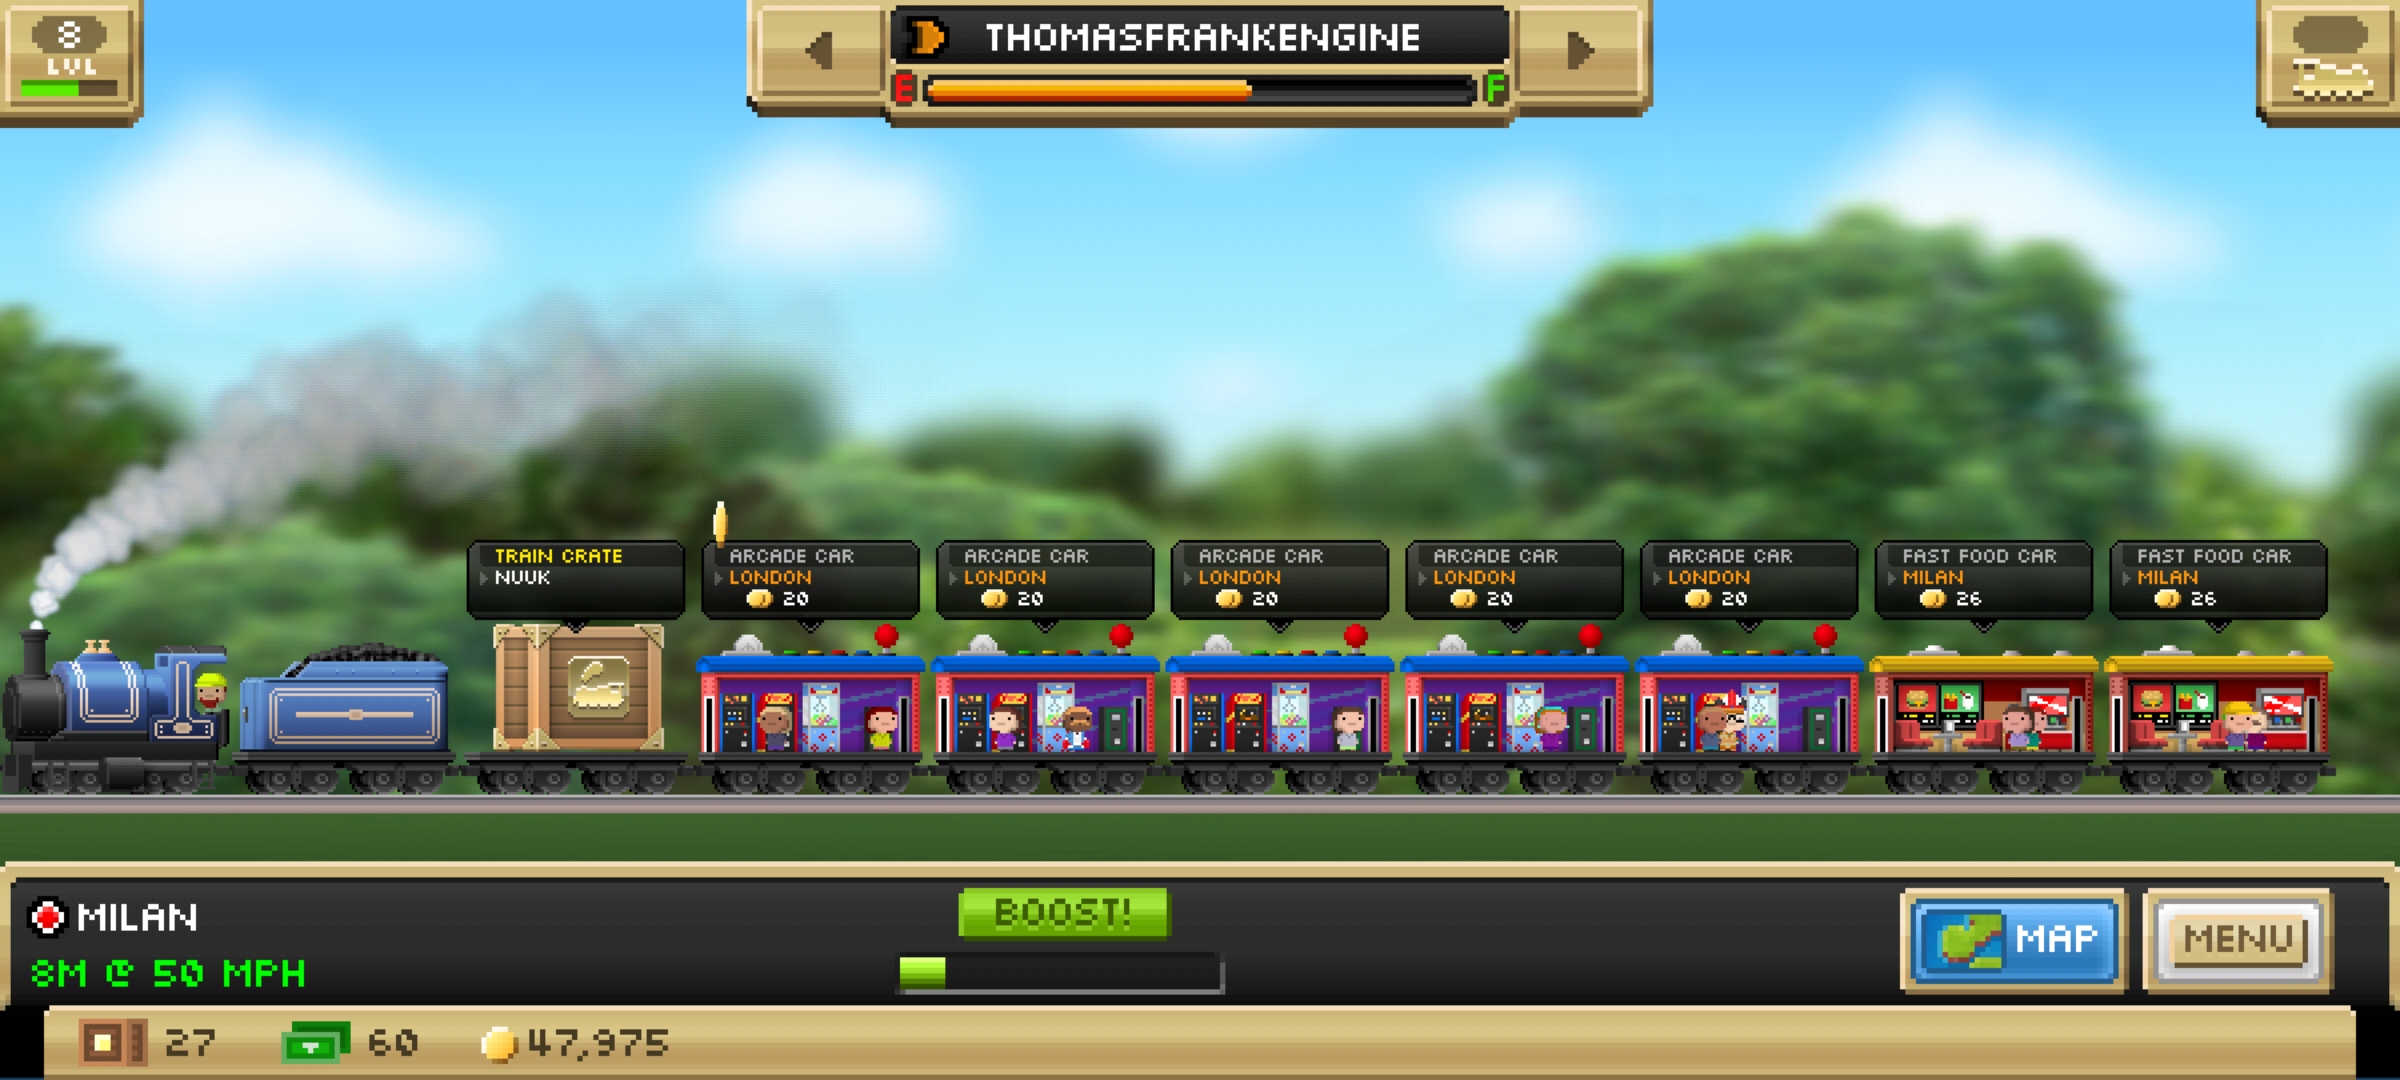 8
LVL
THOMASFRANKENGINE
E
F
TRAIN CRATE
NUUK
ARCADE CAR
LONDON
20
ARCADE CAR
LONDON
20
ARCADE CAR
LONDON
20
ARCADE CAR
LONDON
20
ARCADE CAR
LONDON
20
FAST FOOD CAR
MILAN
26
FAST FOOD CAR
MILAN
26
MILAN
8M @ 50 MPH
BOOST!
MAP
MENU
27
60
47,975